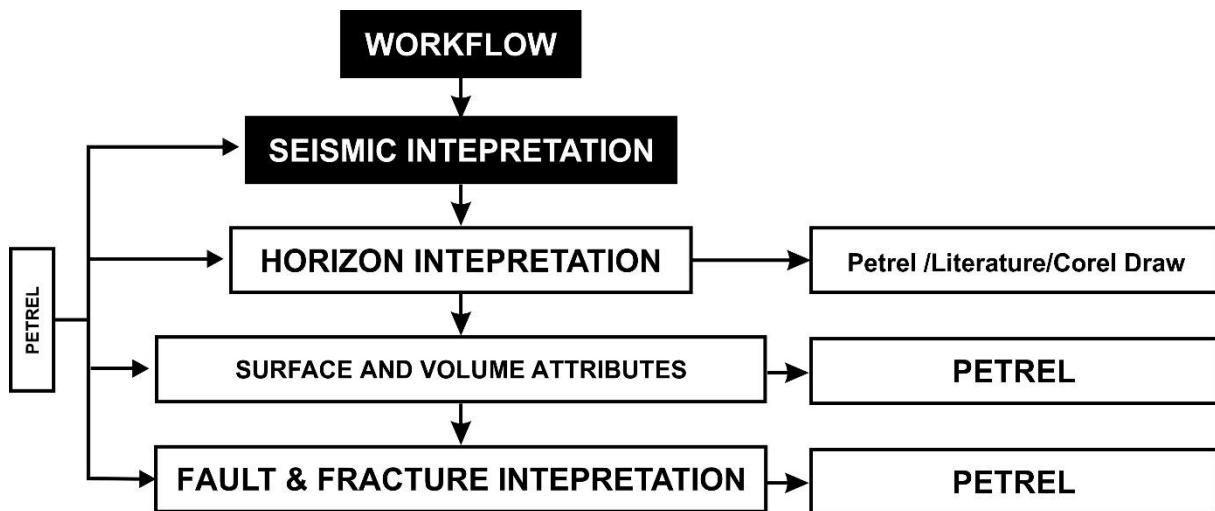 WORKFLOW
SEISMIC INTEPRETATION
PETREL
HORIZON INTEPRETATION
Petrel /Literature/Corel Draw
SURFACE AND VOLUME ATTRIBUTES
PETREL
FAULT & FRACTURE INTEPRETATION
PETREL